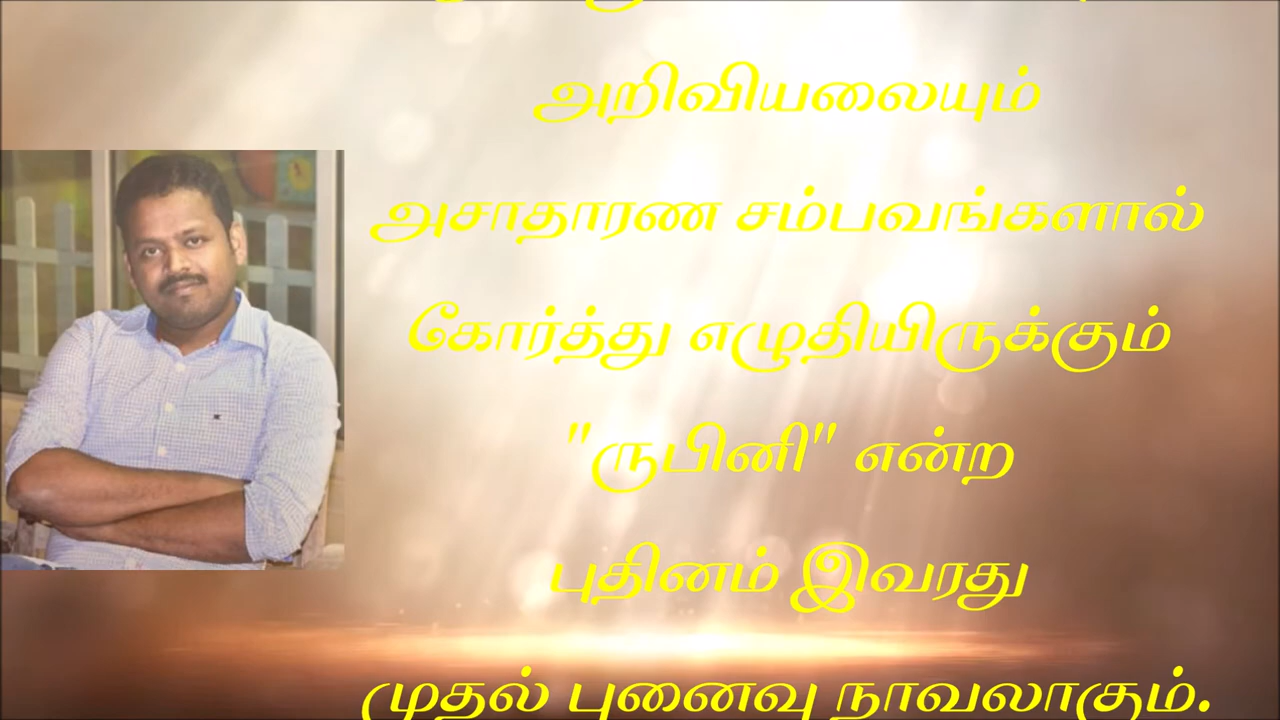 அறிவியலையும்
அசாதாரண சம்பவங்களால்
கோர்த்து எழுதியிருக்கும்
"ருபினி" என்ற
புதினம் இவரது
முதல் புனைவு நாவலாகும்.